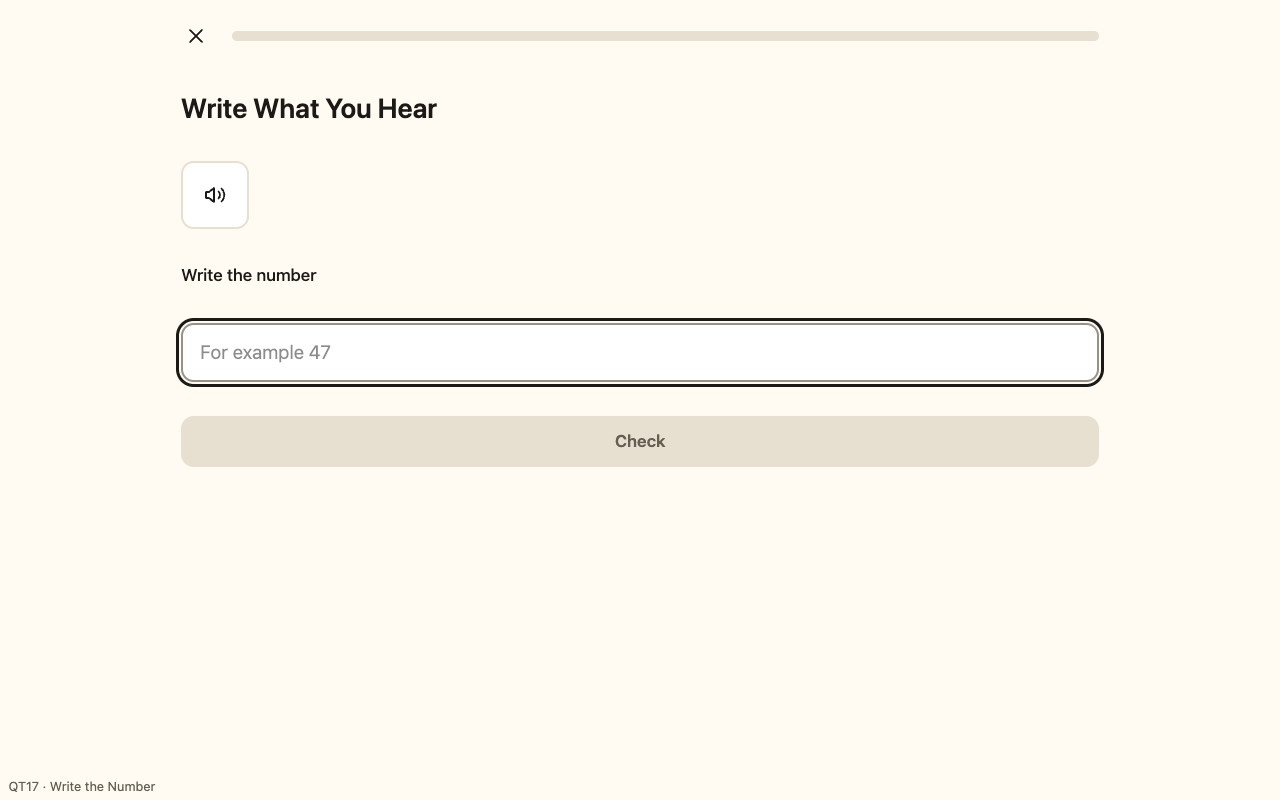 Write What You Hear
Write the number
For example 47
Check
QT17 · Write the Number